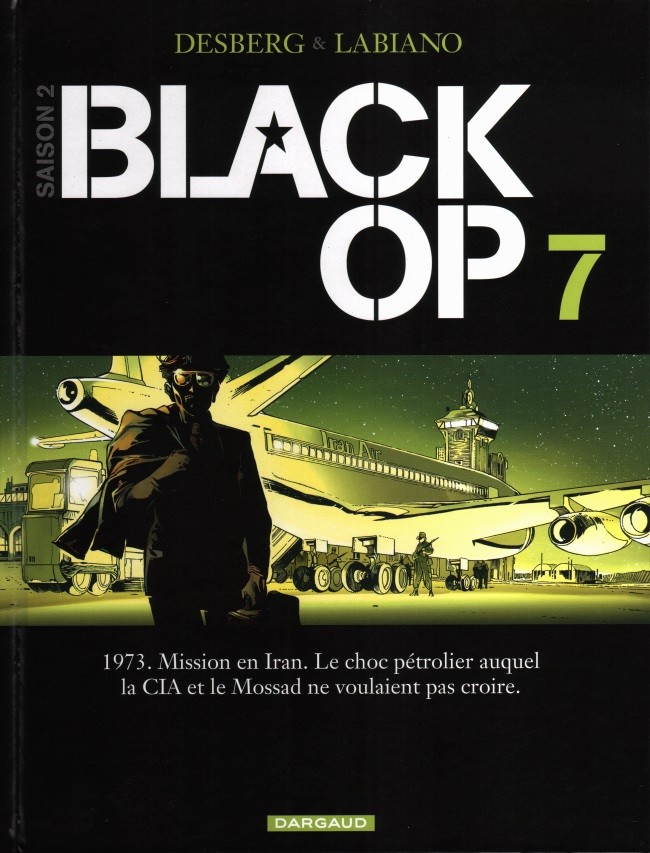 DESBERG & LABIANO
SAISON 2
BLACK
OP 7
Iran Air
1973. Mission en Iran. Le choc pétrolier auquel
la CIA et le Mossad ne voulaient pas croire.
DARGAUD